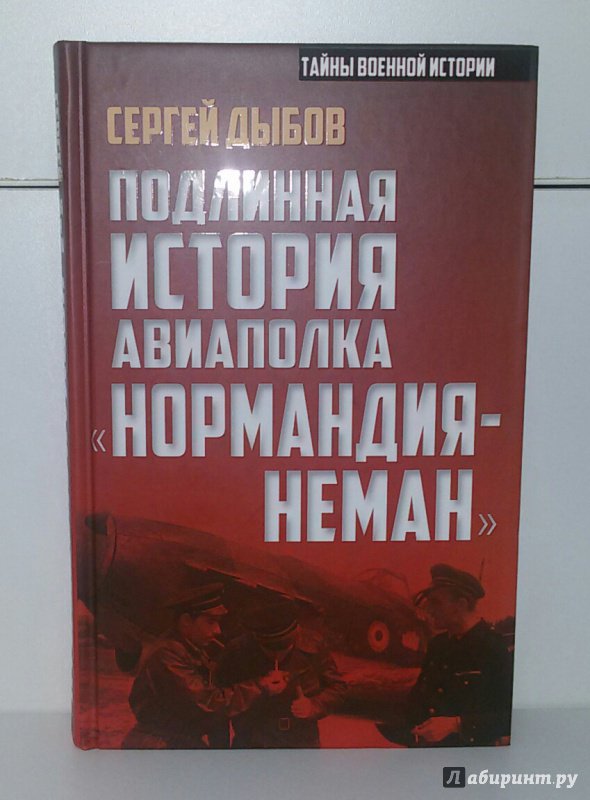 ТАЙНЫ ВОЕННОЙ ИСТОРИИ
СЕРГЕЙ ДЫБОВ
ПОДЛИННАЯ
ИСТОРИЯ
АВИАПОЛКА
«НОРМАНДИЯ-
НЕМАН»
Лабиринт.ру